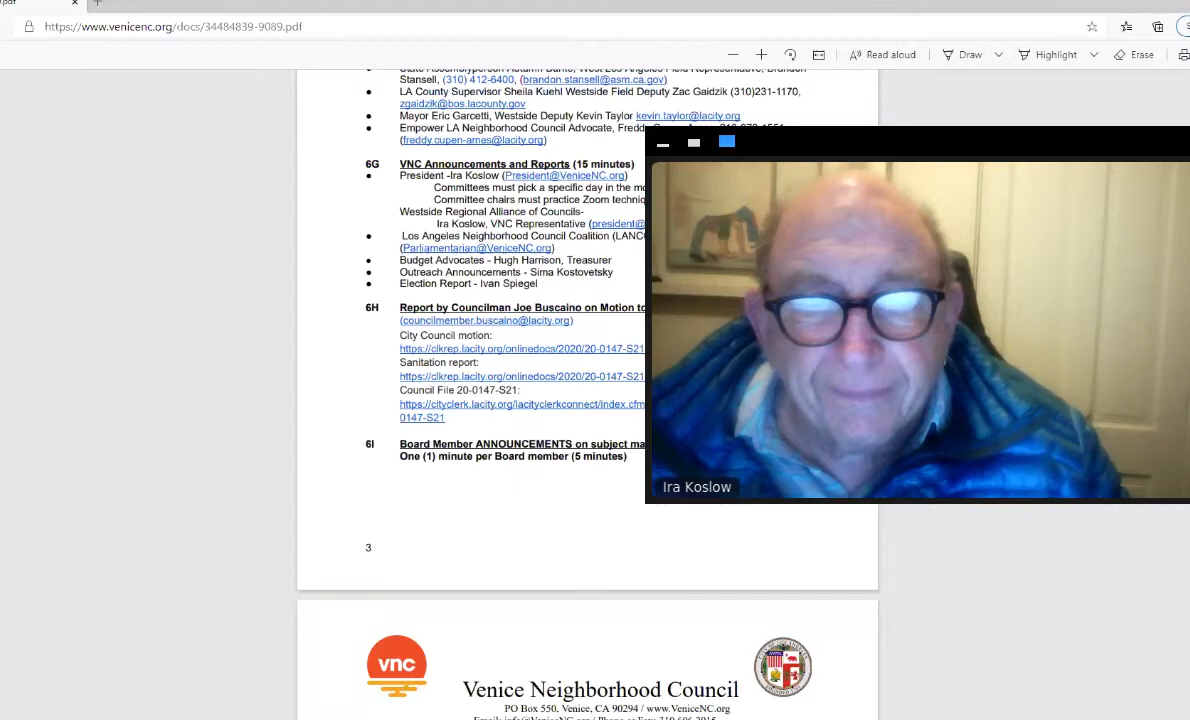 .pdf
https://www.venicenc.org/docs/34484839-9089.pdf
Read aloud
Draw
Highlight
Erase
Stansell, (310) 412-6400, (brandon.stansell@asm.ca.gov)
● LA County Supervisor Sheila Kuehl Westside Field Deputy Zac Gaidzik (310)231-1170,
zgaidzik@bos.lacounty.gov
● Mayor Eric Garcetti, Westside Deputy Kevin Taylor kevin.taylor@lacity.org
● Empower LA Neighborhood Council Advocate, Fredd
(freddy.cupen-ames@lacity.org)
6G VNC Announcements and Reports (15 minutes)
● President -Ira Koslow (President@VeniceNC.org)
Committees must pick a specific day in the mo
Committee chairs must practice Zoom techniq
Westside Regional Alliance of Councils-
Ira Koslow, VNC Representative (president@
● Los Angeles Neighborhood Council Coalition (LANCC
(Parliamentarian@VeniceNC.org)
● Budget Advocates - Hugh Harrison, Treasurer
● Outreach Announcements - Sima Kostovetsky
● Election Report - Ivan Spiegel
6H Report by Councilman Joe Buscaino on Motion to
(councilmember.buscaino@lacity.org)
City Council motion:
https://clkrep.lacity.org/onlinedocs/2020/20-0147-S21
Sanitation report:
https://clkrep.lacity.org/onlinedocs/2020/20-0147-S21
Council File 20-0147-S21:
https://cityclerk.lacity.org/lacityclerkconnect/index.cfm
0147-S21
6I Board Member ANNOUNCEMENTS on subject ma
One (1) minute per Board member (5 minutes)
Ira Koslow
3
vnc
Venice Neighborhood Council
PO Box 550, Venice, CA 90294 / www.VeniceNC.org